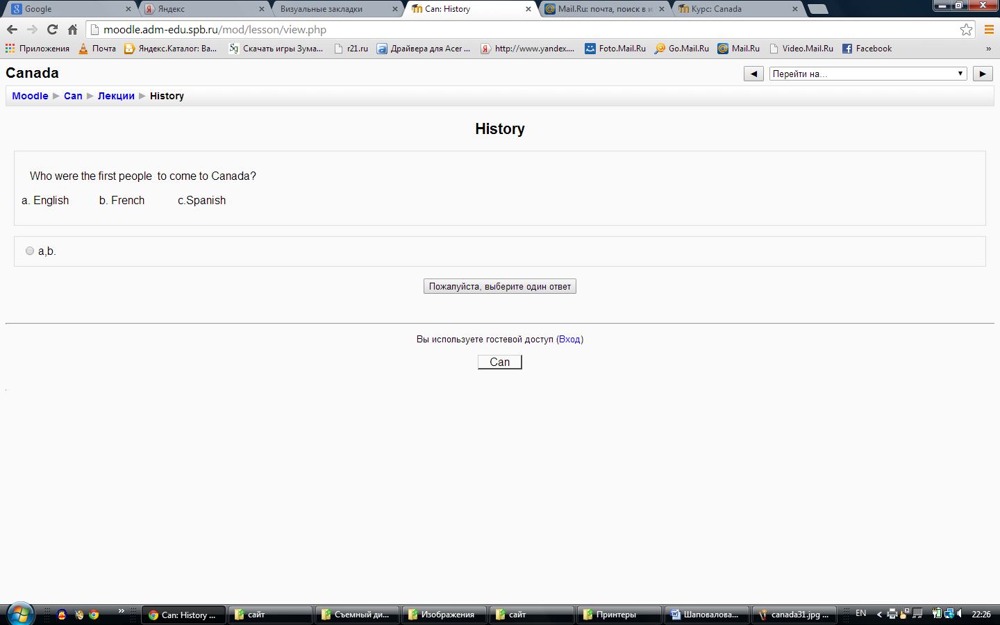 Google Яндекс Визуальные закладки Can: History Mail.Ru: почта, поиск в и Курс: Canada
moodle.adm-edu.spb.ru/mod/lesson/view.php
Приложения Почта Яндекс.Каталог: Ba... Скачать игры Зума... r21.ru Драйвера для Acer ... http://www.yandex.... Foto.Mail.Ru Go.Mail.Ru Mail.Ru Video.Mail.Ru Facebook »
Canada Перейти на...
Moodle ► Can ► Лекции ► History
History
Who were the first people to come to Canada?
a. English b. French c.Spanish
a,b.
Пожалуйста, выберите один ответ
Вы используете гостевой доступ (Вход)
Can
.
» Can: History ... сайт Съемный ди... Изображения сайт Принтеры Шаповалова... canada31.jpg ... EN 22:26